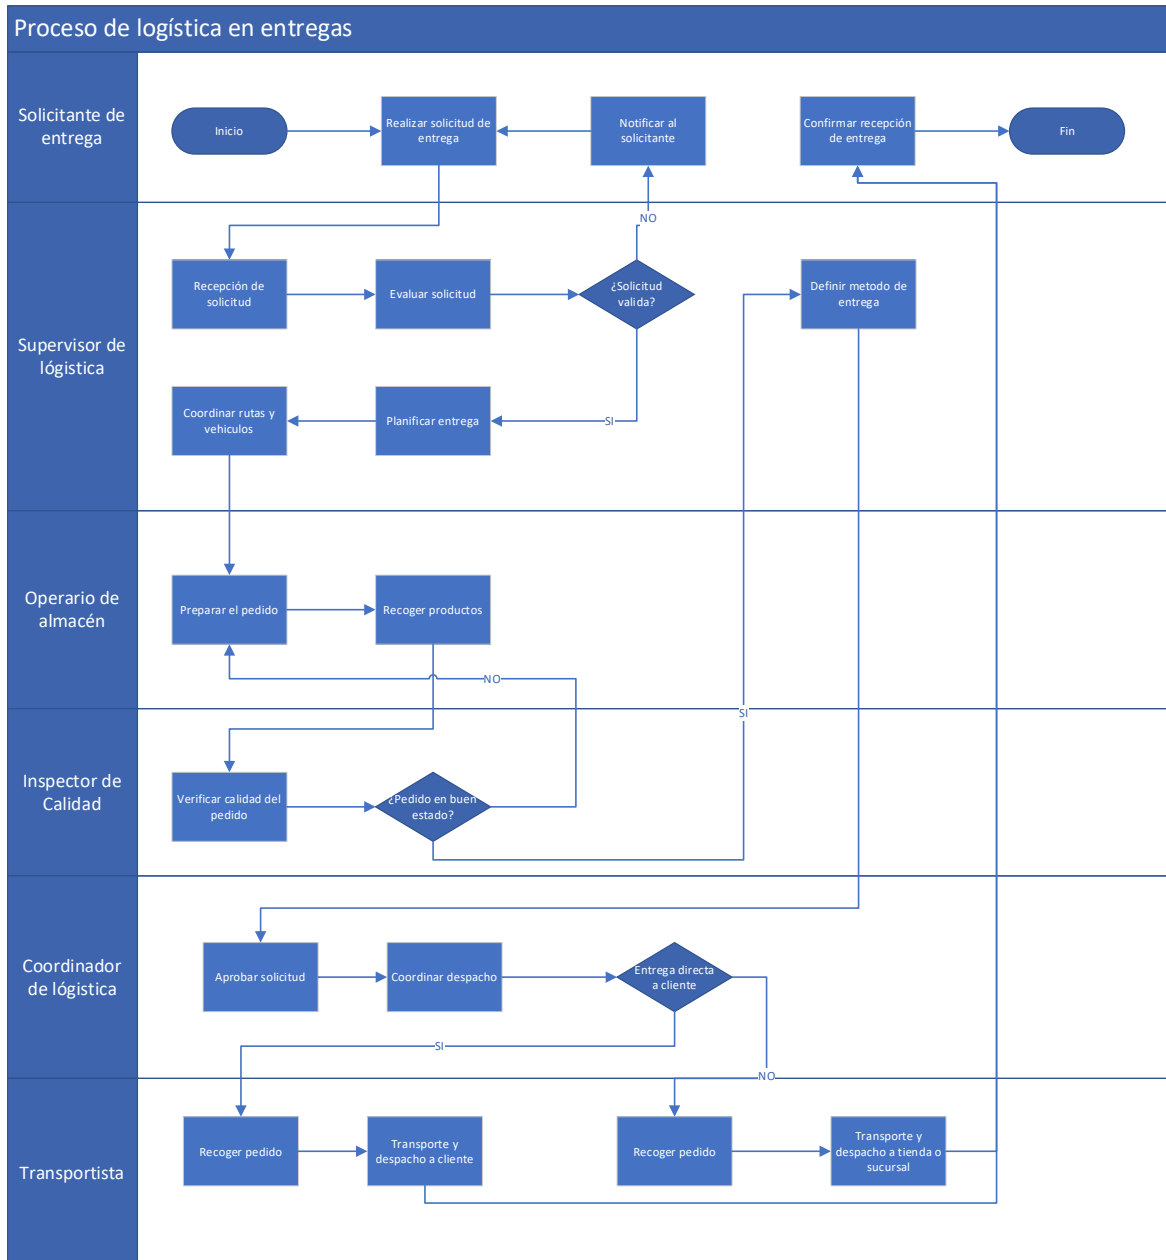 Proceso de logística en entregas
Solicitante de
entrega
Inicio
Realizar solicitud de
entrega
Notificar al
solicitante
Confirmar recepción
de entrega
Fin
NO
Supervisor de
lógistica
Recepción de
solicitud
Evaluar solicitud
¿Solicitud
valida?
Definir metodo de
entrega
Coordinar rutas y
vehiculos
Planificar entrega
SI
Operario de
almacén
Preparar el pedido
Recoger productos
NO
SI
Inspector de
Calidad
Verificar calidad del
pedido
¿Pedido en buen
estado?
Coordinador
de lógistica
Aprobar solicitud
Coordinar despacho
Entrega directa
a cliente
SI
NO
Transportista
Recoger pedido
Transporte y
despacho a cliente
Recoger pedido
Transporte y
despacho a tienda o
sucursal